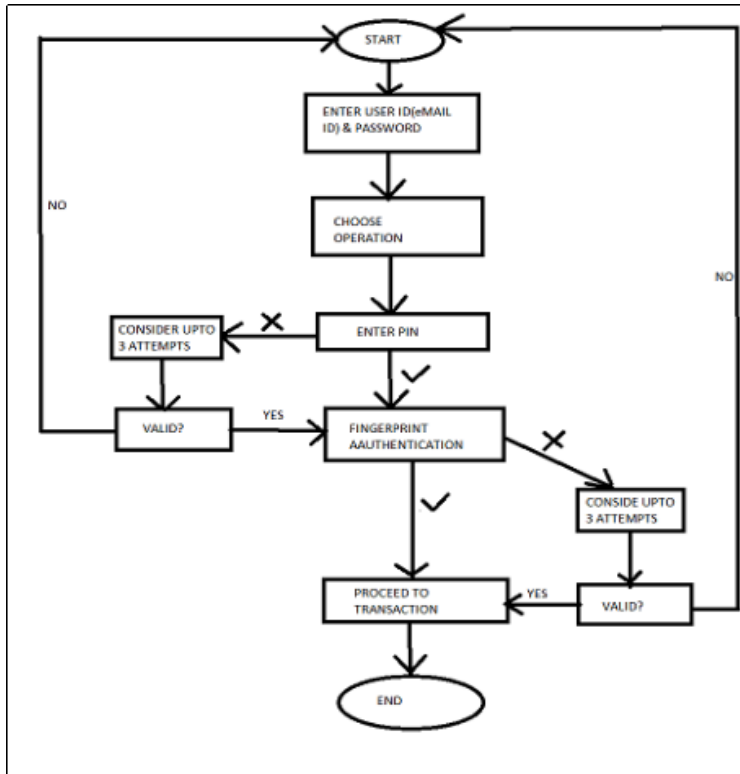 START
ENTER USER ID(eMAIL
ID) & PASSWORD
NO
CHOOSE
OPERATION
NO
CONSIDER UPTO
3 ATTEMPTS
ENTER PIN
VALID?
YES
FINGERPRINT
AAUTHENTICATION
CONSIDE UPTO
3 ATTEMPTS
PROCEED TO
TRANSACTION
YES
VALID?
END